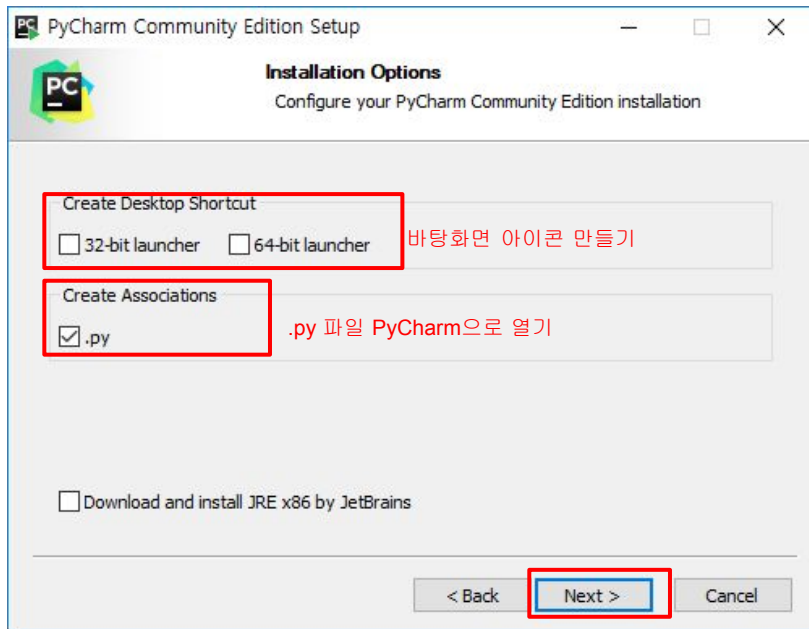 PC PyCharm Community Edition Setup
PC
Installation Options
Configure your PyCharm Community Edition installation
Create Desktop Shortcut
32-bit launcher 64-bit launcher 바탕화면 아이콘 만들기
Create Associations
.py .py 파일 PyCharm으로 열기
Download and install JRE x86 by JetBrains
< Back Next > Cancel